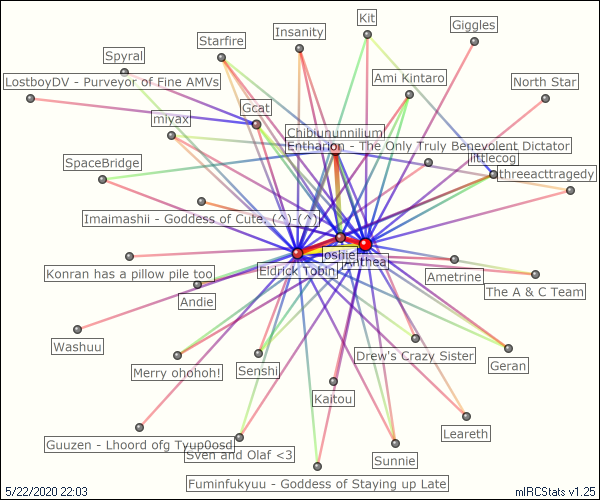 Kit
Giggles
Insanity
Starfire
Spyral
Ami Kintaro
North Star
LostboyDV - Purveyor of Fine AMVs
Gcat
miyax
Chibiununnilium
Entharion - The Only Truly Benevolent Dictator
littlecog
SpaceBridge
threeacttragedy
Imaimashii - Goddess of Cute. (^)-(^)
oshie
Anthea
Eldrick Tobin
Konran has a pillow pile too
Ametrine
The A & C Team
Andie
Washuu
Drew's Crazy Sister
Geran
Merry ohohoh!
Senshi
Kaitou
Leareth
Guuzen - Lhoord ofg Tyup0osd
Sven and Olaf <3
Sunnie
Fuminfukyuu - Goddess of Staying up Late
5/22/2020 22:03
mIRCStats v1.25